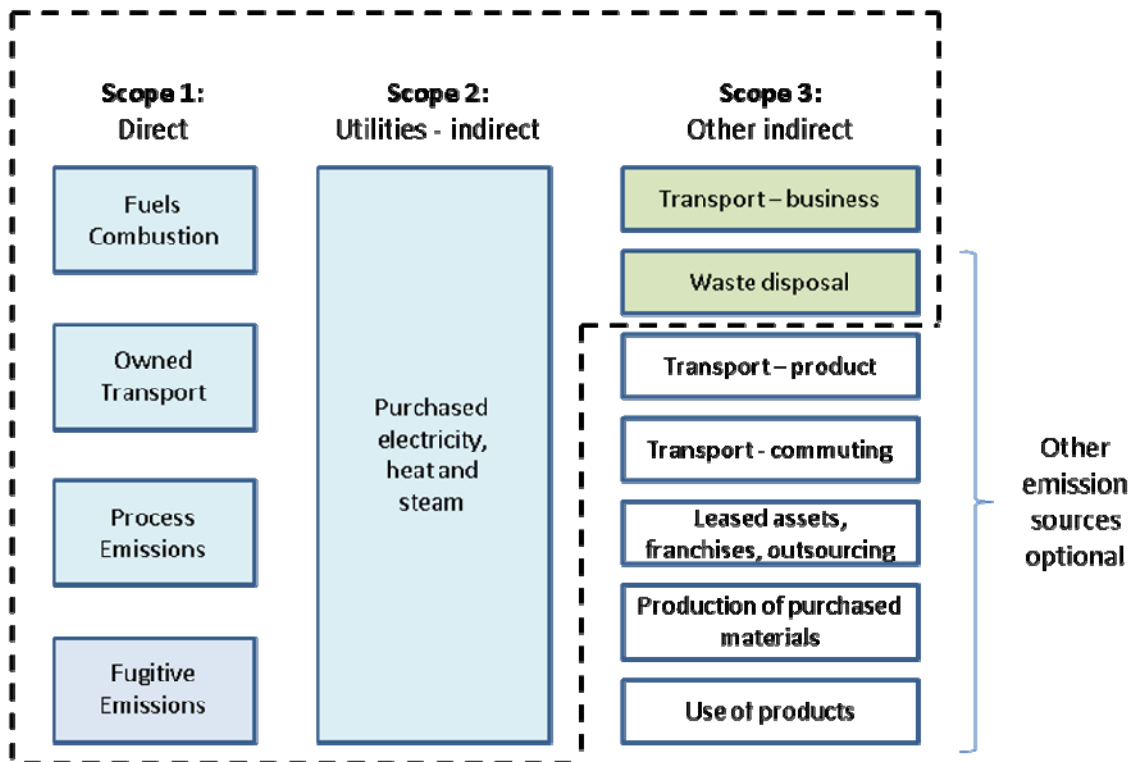 Scope 1:
Direct
Fuels
Combustion
Owned
Transport
Process
Emissions
Fugitive
Emissions
Scope 2:
Utilities - indirect
Purchased
electricity,
heat and
steam
Scope 3:
Other indirect
Transport – business
Waste disposal
Transport – product
Transport - commuting
Leased assets,
franchises, outsourcing
Production of purchased
materials
Use of products
Other
emission
sources
optional